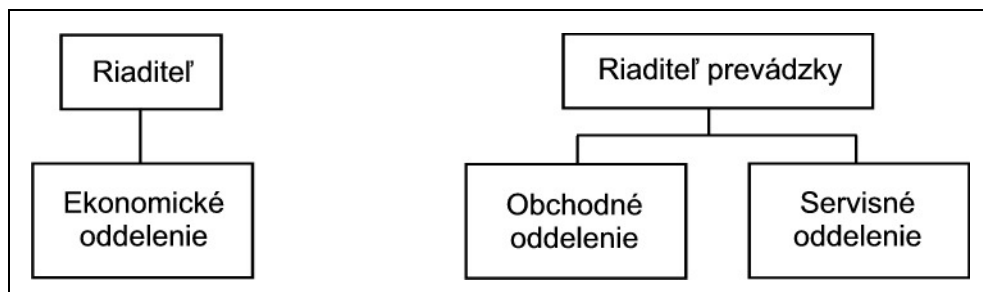 Riaditeľ
Riaditeľ prevádzky
Ekonomické
oddelenie
Obchodné
oddelenie
Servisné
oddelenie